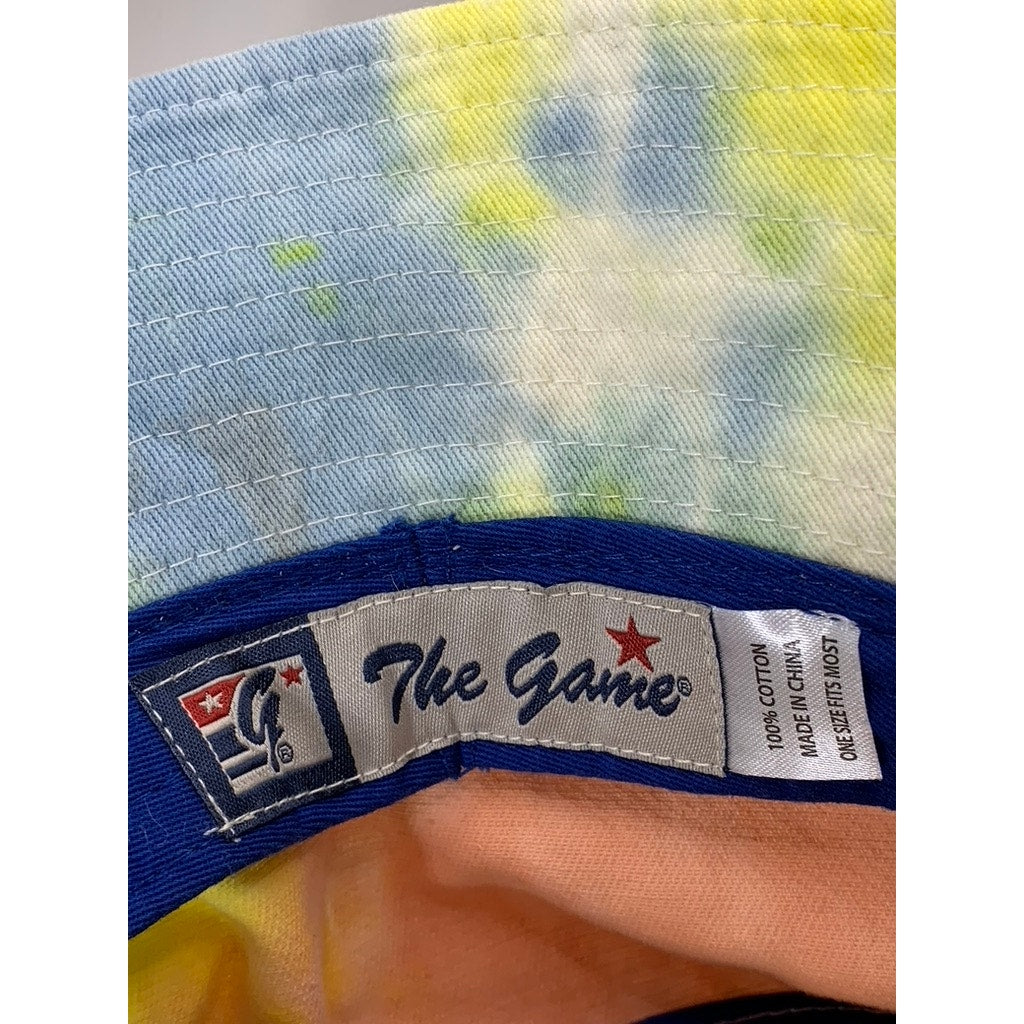 G®
The Game®
100% COTTON
MADE IN CHINA
ONE SIZE FITS MOST